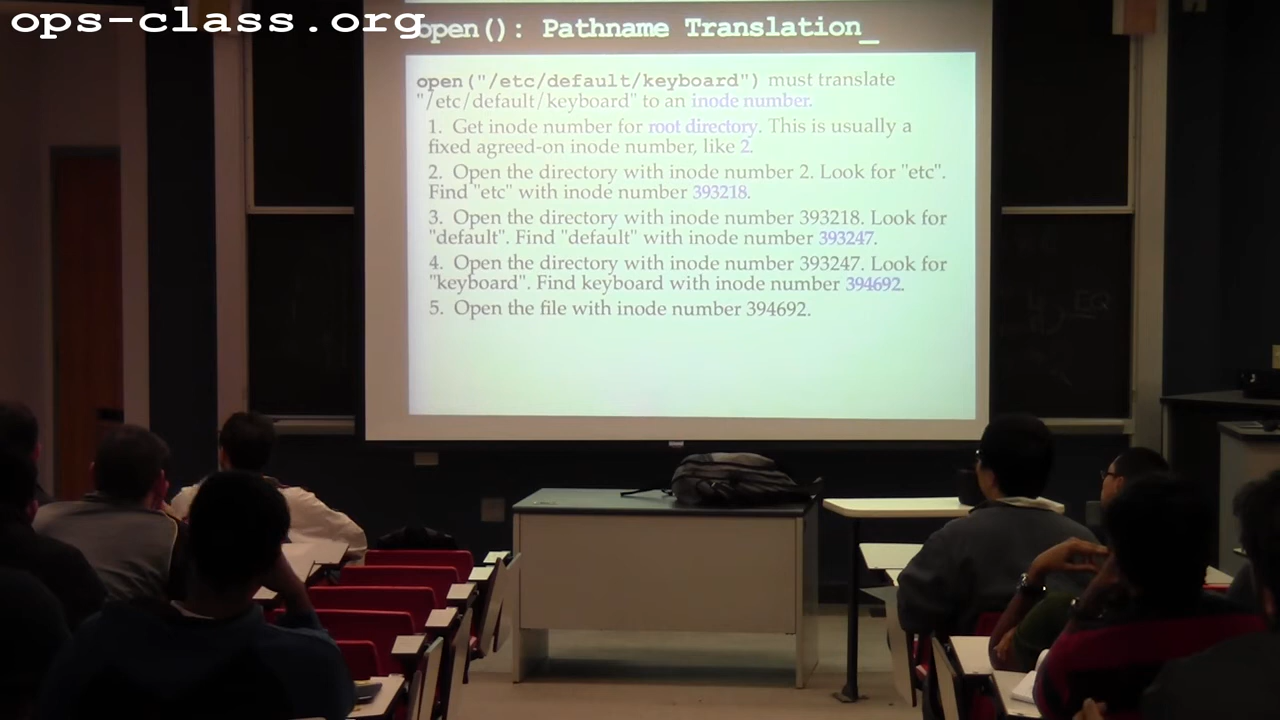 ops-class.org
open(): Pathname Translation_
open("/etc/default/keyboard") must translate
"/etc/default/keyboard" to an inode number.
1. Get inode number for root directory. This is usually a
fixed agreed-on inode number, like 2.
2. Open the directory with inode number 2. Look for "etc".
Find "etc" with inode number 393218.
3. Open the directory with inode number 393218. Look for
"default". Find "default" with inode number 393247.
4. Open the directory with inode number 393247. Look for
"keyboard". Find keyboard with inode number 394692.
5. Open the file with inode number 394692.